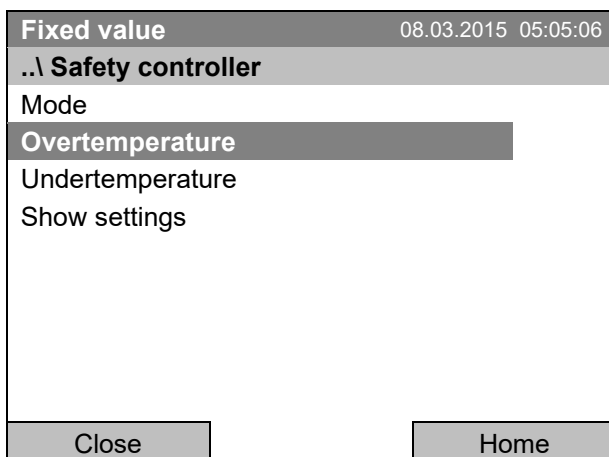 Fixed value 08.03.2015 05:05:06
..\ Safety controller
Mode
Overtemperature
Undertemperature
Show settings
Close Home